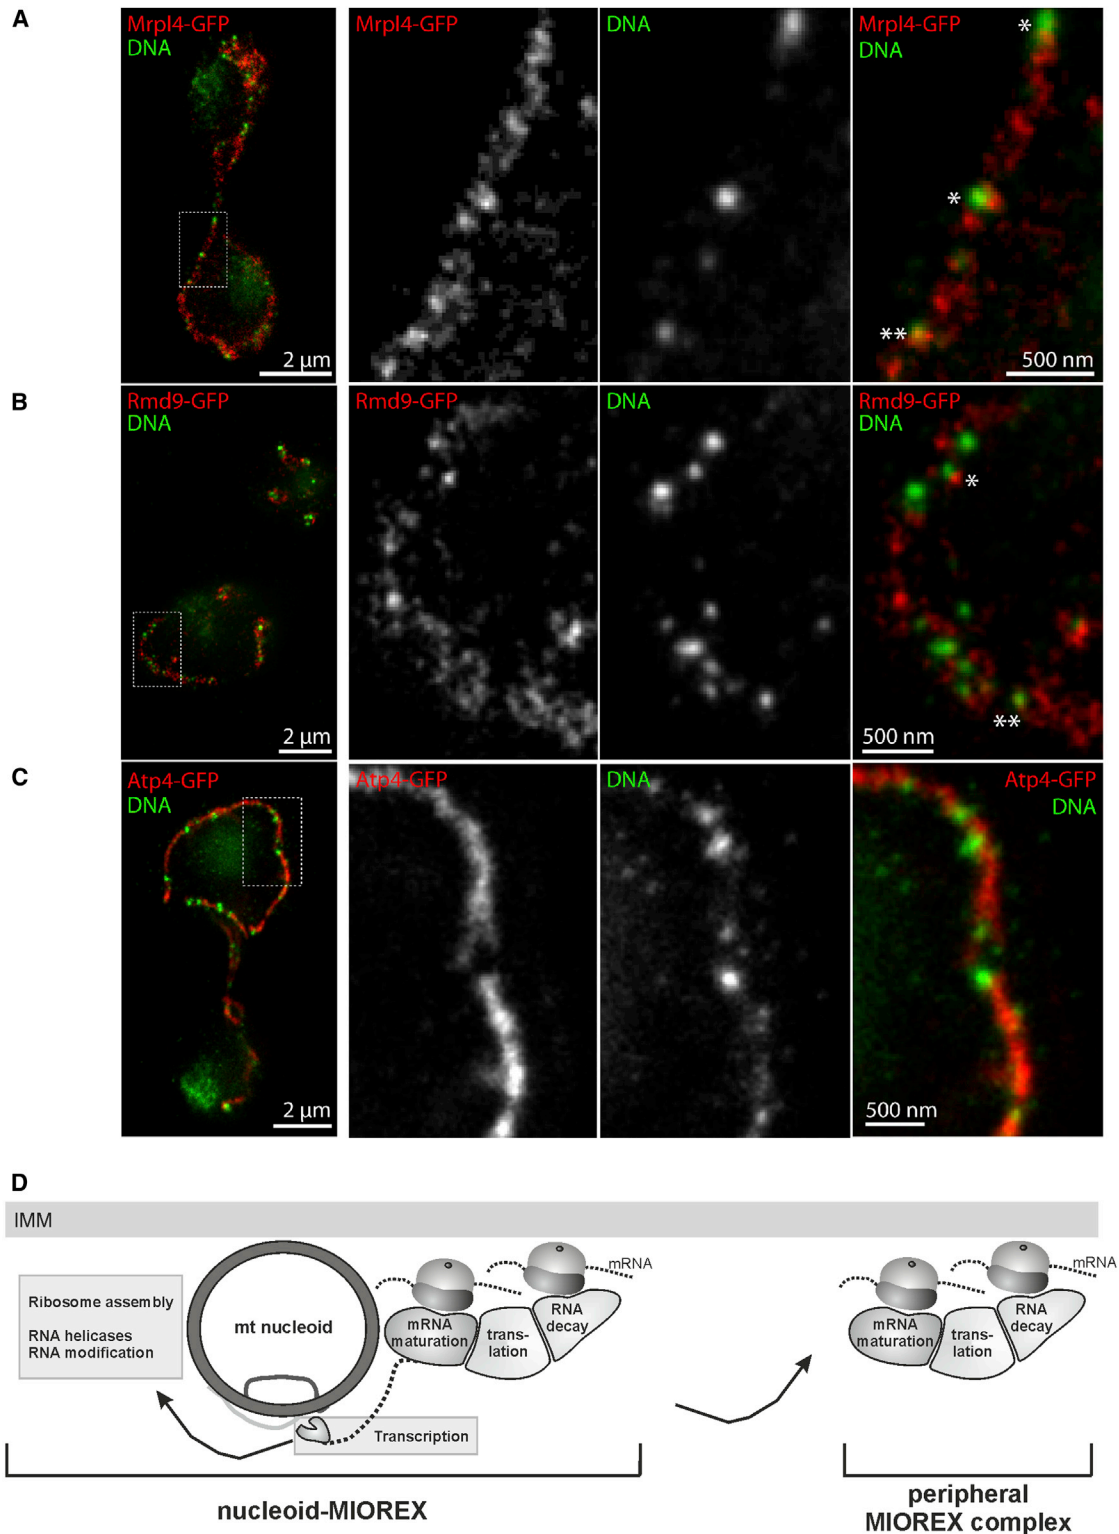 A
Mrpl4-GFP
DNA
2 µm
Mrpl4-GFP
DNA
Mrpl4-GFP
DNA
*
*
**
500 nm
B
Rmd9-GFP
DNA
2 µm
Rmd9-GFP
DNA
Rmd9-GFP
DNA
*
**
500 nm
C
Atp4-GFP
DNA
2 µm
Atp4-GFP
DNA
Atp4-GFP
DNA
500 nm
D
IMM
Ribosome assembly
RNA helicases
RNA modification
mt nucleoid
mRNA
maturation
trans-
lation
RNA
decay
mRNA
Transcription
mRNA
maturation
trans-
lation
RNA
decay
mRNA
nucleoid-MIOREX
peripheral
MIOREX complex